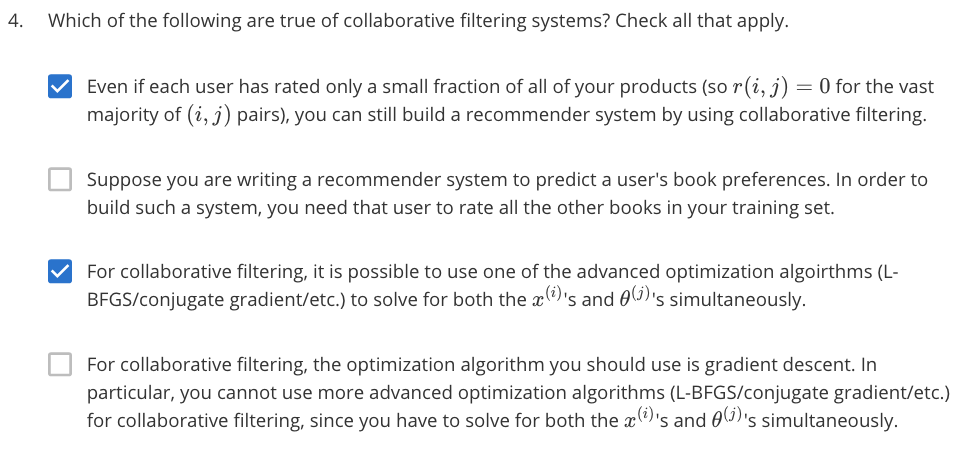 4. Which of the following are true of collaborative filtering systems? Check all that apply.
Even if each user has rated only a small fraction of all of your products (so r(i, j) = 0 for the vast
majority of (i, j) pairs), you can still build a recommender system by using collaborative filtering.
Suppose you are writing a recommender system to predict a user's book preferences. In order to
build such a system, you need that user to rate all the other books in your training set.
For collaborative filtering, it is possible to use one of the advanced optimization algoirthms (L-
BFGS/conjugate gradient/etc.) to solve for both the x^(i)'s and θ^(j)'s simultaneously.
For collaborative filtering, the optimization algorithm you should use is gradient descent. In
particular, you cannot use more advanced optimization algorithms (L-BFGS/conjugate gradient/etc.)
for collaborative filtering, since you have to solve for both the x^(i)'s and θ^(j)'s simultaneously.